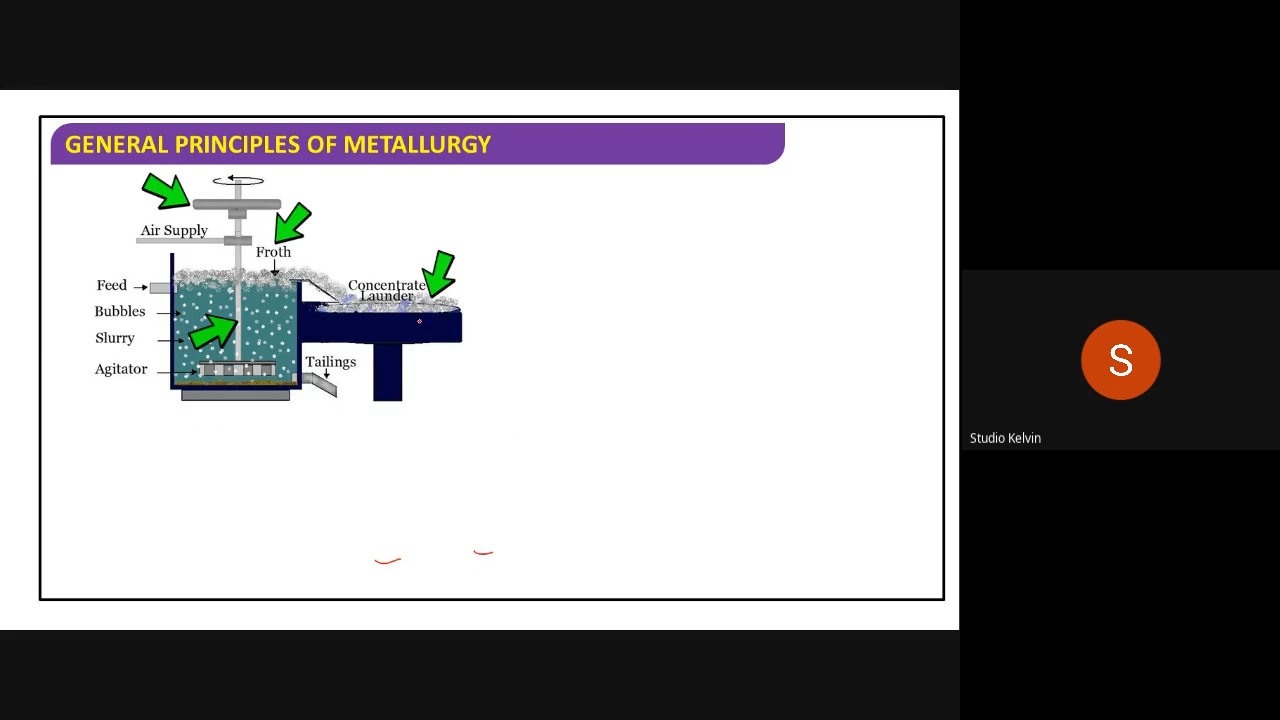 GENERAL PRINCIPLES OF METALLURGY
Air Supply
Froth
Feed
Concentrate
Launder
Bubbles
Slurry
Tailings
Agitator
S
Studio Kelvin